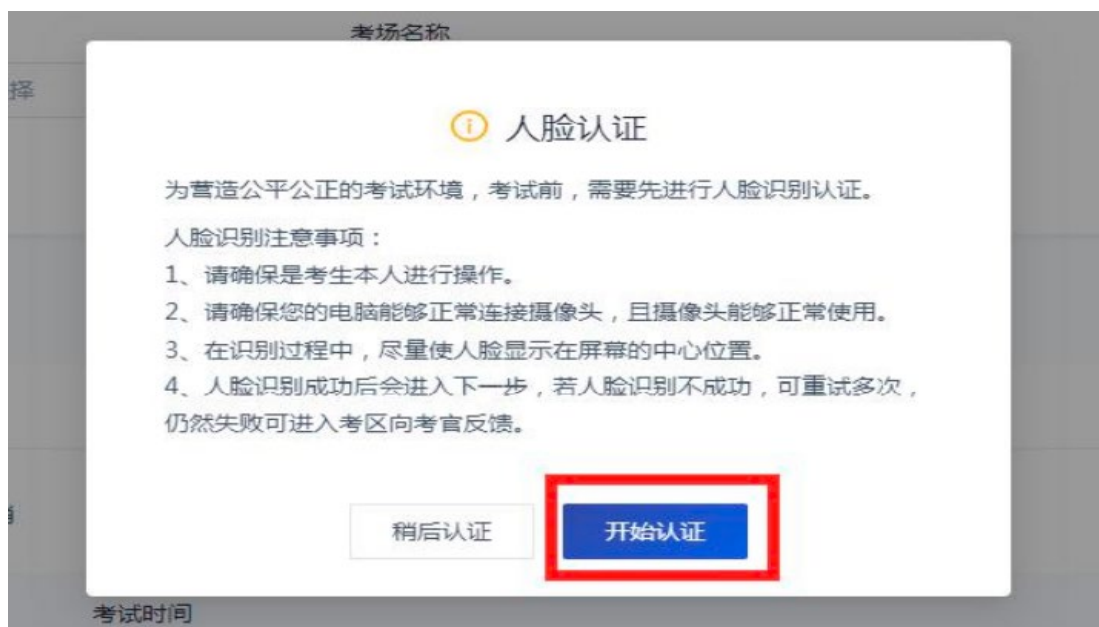 考场名称
择
人脸认证
为营造公平公正的考试环境，考试前，需要先进行人脸识别认证。
人脸识别注意事项：
1、请确保是考生本人进行操作。
2、请确保您的电脑能够正常连接摄像头，且摄像头能够正常使用。
3、在识别过程中，尽量使人脸显示在屏幕的中心位置。
4、人脸识别成功后会进入下一步，若人脸识别不成功，可重试多次，
仍然失败可进入考区向考官反馈。
稍后认证
开始认证
考试时间